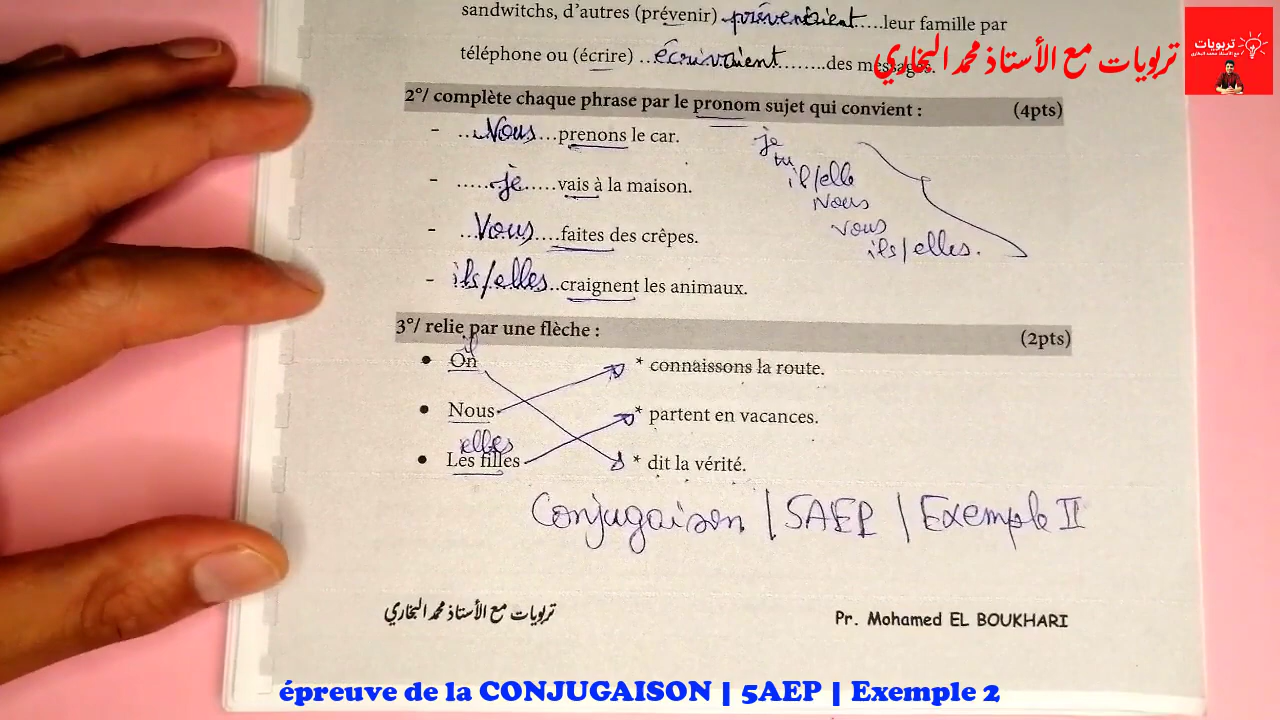 sandwitchs, d'autres (prévenir) prévenaient.....leur famille par
téléphone ou (écrire) ..écrivaient........des messages.
تربويات مع الأستاذ محمد البخاري
تربويات
2°/ complète chaque phrase par le pronom sujet qui convient : (4pts)
- ...Nous...prenons le car.
- ......je.....vais à la maison.
- ..Vous....faites des crêpes.
- ils/elles..craignent les animaux.
je
tu
il/elle
Nous
vous
ils/elles.
3°/ relie par une flèche : (2pts)
il
• On * connaissons la route.
• Nous * partent en vacances.
elles
• Les filles * dit la vérité.
Conjugaison | 5AEP | Exemple II
تربويات مع الأستاذ محمد البخاري
Pr. Mohamed EL BOUKHARI
épreuve de la CONJUGAISON | 5AEP | Exemple 2